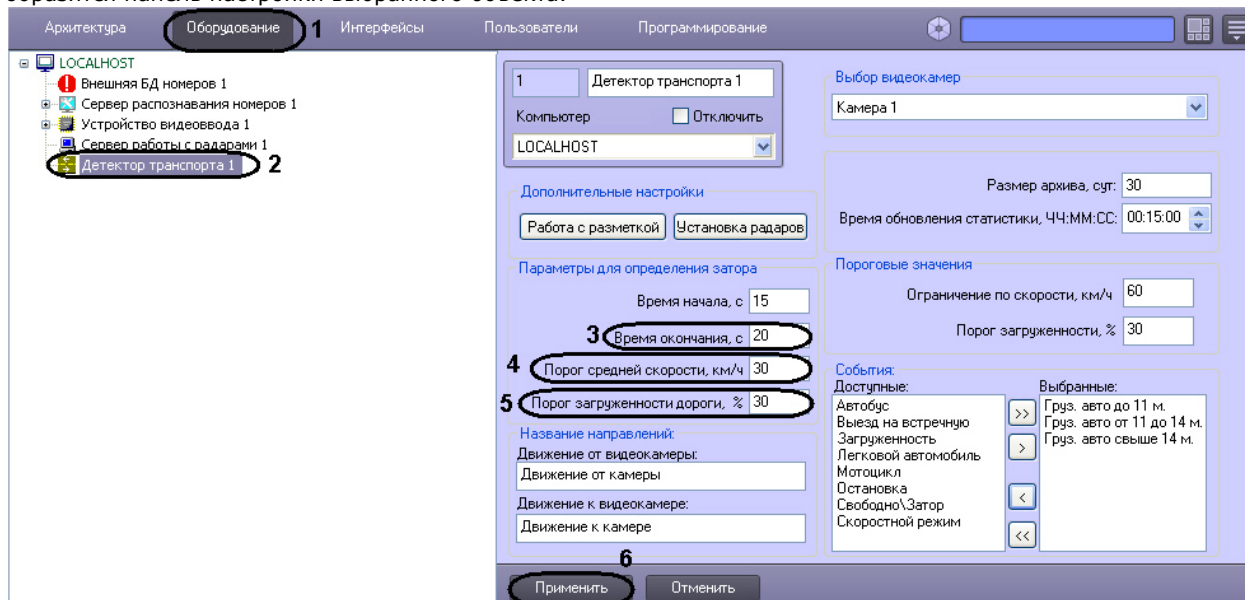 образится панель настройки выбранного объекта.
Архитектура Оборудование 1 Интерфейсы Пользователи Программирование
LOCALHOST
Внешняя БД номеров 1
Сервер распознавания номеров 1
Устройство видеоввода 1
Сервер работы с радарами 1
Детектор транспорта 1 2
1 Детектор транспорта 1
Компьютер Отключить
LOCALHOST
Дополнительные настройки
Работа с разметкой Установка радаров
Параметры для определения затора
Время начала, с 15
3 Время окончания, с 20
4 Порог средней скорости, км/ч 30
5 Порог загруженности дороги, % 30
Название направлений:
Движение от видеокамеры:
Движение от камеры
Движение к видеокамере:
Движение к камере
Выбор видеокамер
Камера 1
Размер архива, сут: 30
Время обновления статистики, ЧЧ:ММ:СС: 00:15:00
Пороговые значения
Ограничение по скорости, км/ч 60
Порог загруженности, % 30
События:
Доступные:
Автобус
Выезд на встречную
Загруженность
Легковой автомобиль
Мотоцикл
Остановка
Свободно\Затор
Скоростной режим
>>
>
<
<<
Выбранные:
Груз. авто до 11 м.
Груз. авто от 11 до 14 м.
Груз. авто свыше 14 м.
6
Применить Отменить